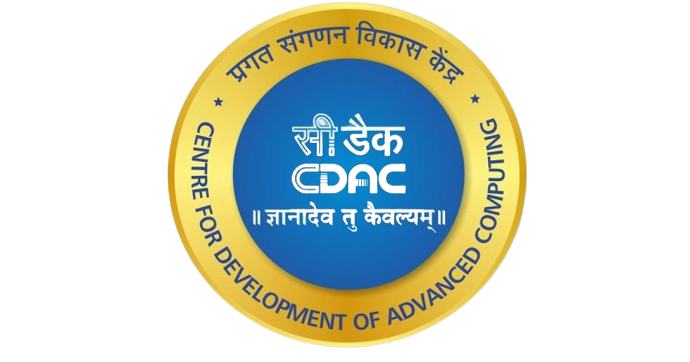 प्रगत संगणन विकास केंद्र
सी डैक
CDAC
॥ ज्ञानादेव तु कैवल्यम् ॥
CENTRE FOR DEVELOPMENT OF ADVANCED COMPUTING